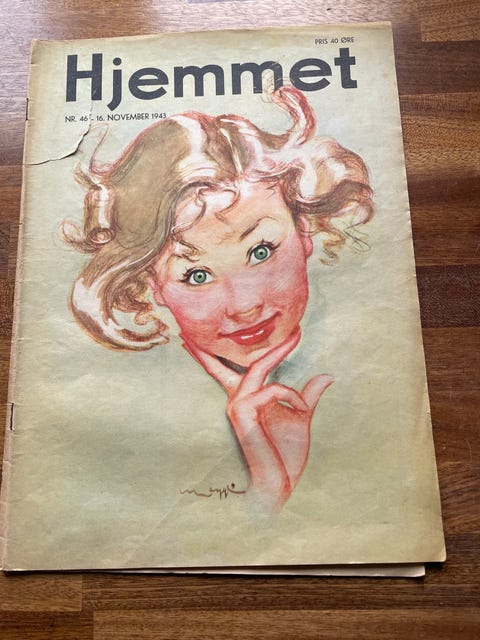 PRIS 40 ØRE
Hjemmet
NR. 46 - 16. NOVEMBER 1943